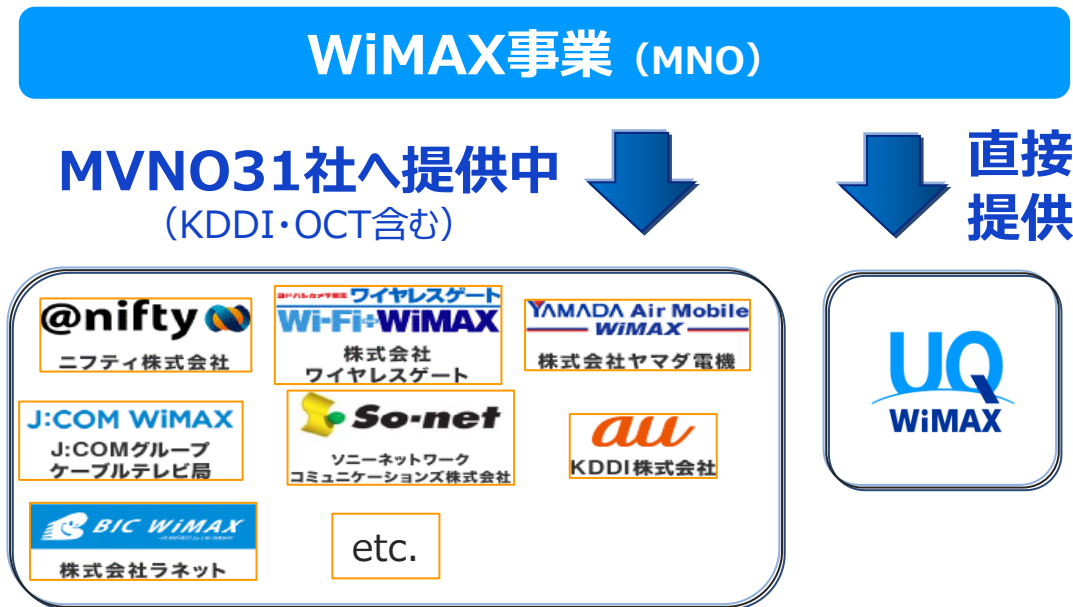 WiMAX事業（MNO）
MVNO31社へ提供中
（KDDI・OCT含む）
直接
提供
@nifty
ニフティ株式会社
ヨドバシカメラ限定 ワイヤレスゲート
Wi-Fi+WiMAX
株式会社
ワイヤレスゲート
YAMADA Air Mobile
WiMAX
株式会社ヤマダ電機
J:COM WiMAX
J:COMグループ
ケーブルテレビ局
So-net
ソニーネットワーク
コミュニケーションズ株式会社
au
KDDI株式会社
BIC WiMAX
株式会社ラネット
etc.
UQ
WiMAX